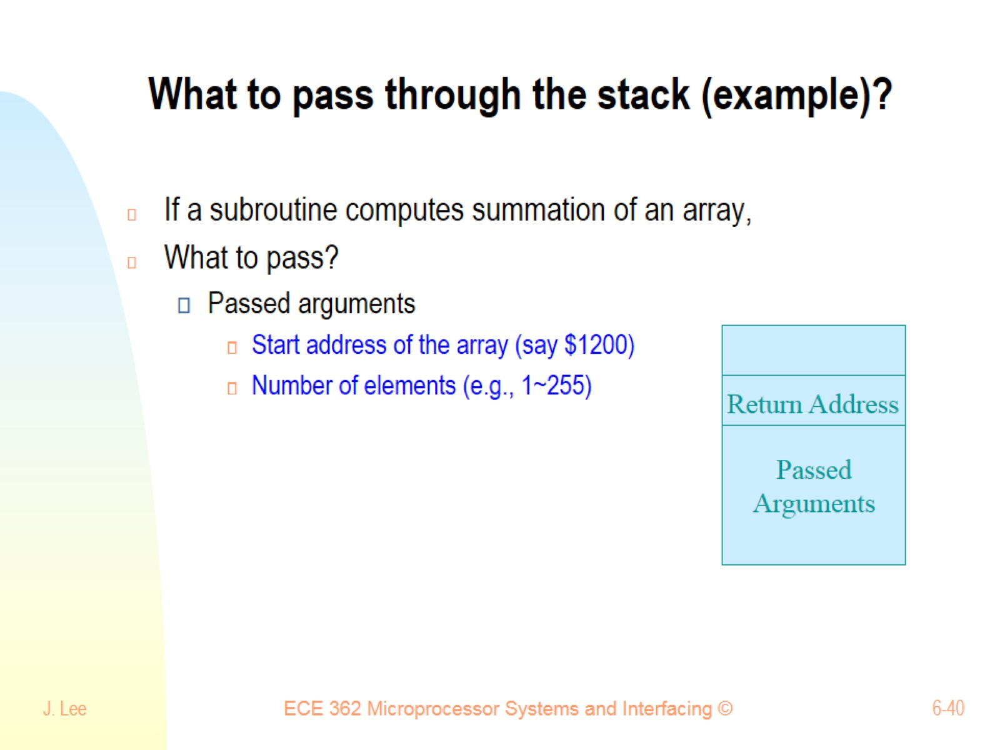 What to pass through the stack (example)?
If a subroutine computes summation of an array,
What to pass?
Passed arguments
Start address of the array (say $1200)
Number of elements (e.g., 1~255)
Return Address
Passed
Arguments
J. Lee
ECE 362 Microprocessor Systems and Interfacing ©
6-40